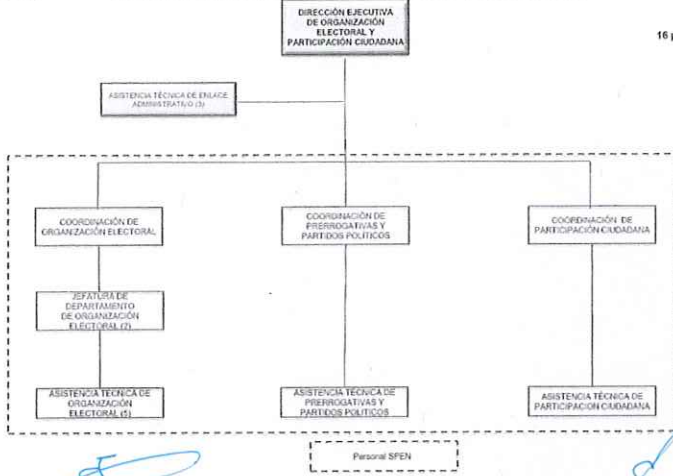 DIRECCIÓN EJECUTIVA
DE ORGANIZACIÓN
ELECTORAL Y
PARTICIPACIÓN CIUDADANA
16 p
ASISTENCIA TÉCNICA DE ENLACE
ADMINISTRATIVO (3)
COORDINACIÓN DE
ORGANIZACIÓN ELECTORAL
COORDINACIÓN DE
PRERROGATIVAS Y
PARTIDOS POLÍTICOS
COORDINACIÓN DE
PARTICIPACIÓN CIUDADANA
JEFATURA DE
DEPARTAMENTO
DE ORGANIZACIÓN
ELECTORAL (2)
ASISTENCIA TÉCNICA DE
ORGANIZACIÓN
ELECTORAL (5)
ASISTENCIA TÉCNICA DE
PRERROGATIVAS Y
PARTIDOS POLÍTICOS
ASISTENCIA TÉCNICA DE
PARTICIPACIÓN CIUDADANA
Personal SPEN